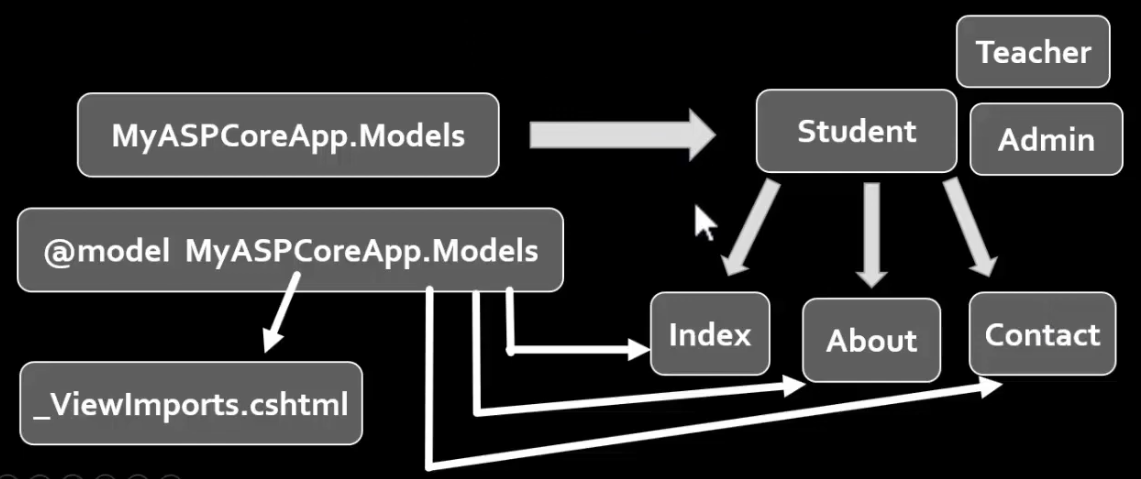 Teacher
MyASPCoreApp.Models
Student
Admin
@model MyASPCoreApp.Models
Index
About
Contact
_ViewImports.cshtml